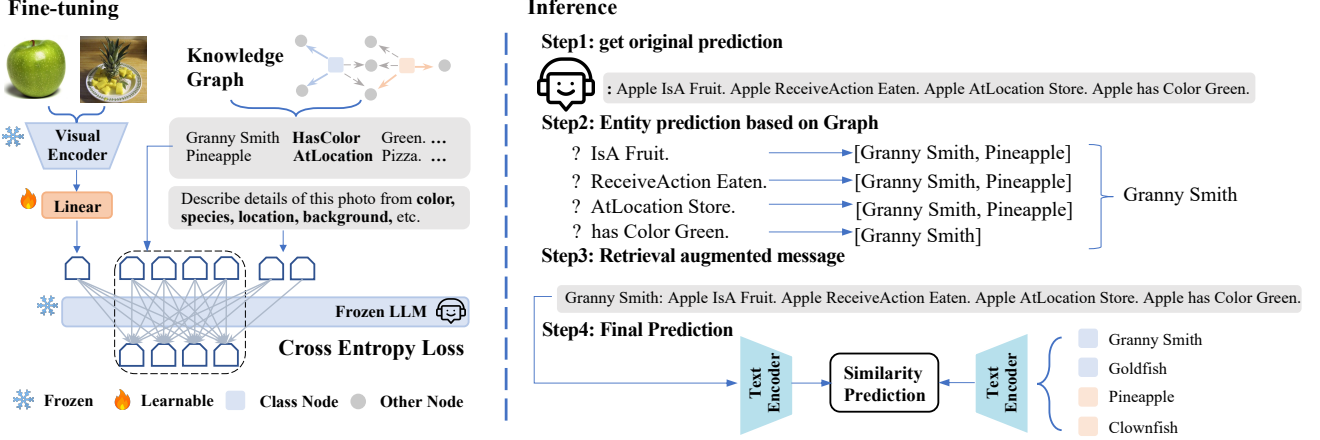 Fine-tuning
Knowledge
Graph
Visual
Encoder
Granny Smith HasColor Green. ...
Pineapple AtLocation Pizza. ...
Linear
Describe details of this photo from color,
species, location, background, etc.
Frozen LLM
Cross Entropy Loss
Frozen Learnable Class Node Other Node
Inference
Step1: get original prediction
: Apple IsA Fruit. Apple ReceiveAction Eaten. Apple AtLocation Store. Apple has Color Green.
Step2: Entity prediction based on Graph
? IsA Fruit. [Granny Smith, Pineapple]
? ReceiveAction Eaten. [Granny Smith, Pineapple]
? AtLocation Store. [Granny Smith, Pineapple]
? has Color Green. [Granny Smith]
Granny Smith
Step3: Retrieval augmented message
Granny Smith: Apple IsA Fruit. Apple ReceiveAction Eaten. Apple AtLocation Store. Apple has Color Green.
Step4: Final Prediction
Text
Encoder
Similarity
Prediction
Text
Encoder
Granny Smith
Goldfish
Pineapple
Clownfish